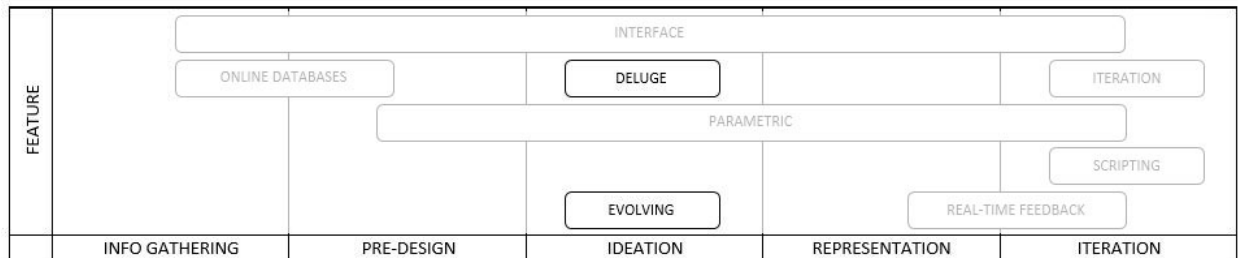 INTERFACE
ONLINE DATABASES DELUGE ITERATION
FEATURE
PARAMETRIC
SCRIPTING
EVOLVING REAL-TIME FEEDBACK
INFO GATHERING PRE-DESIGN IDEATION REPRESENTATION ITERATION